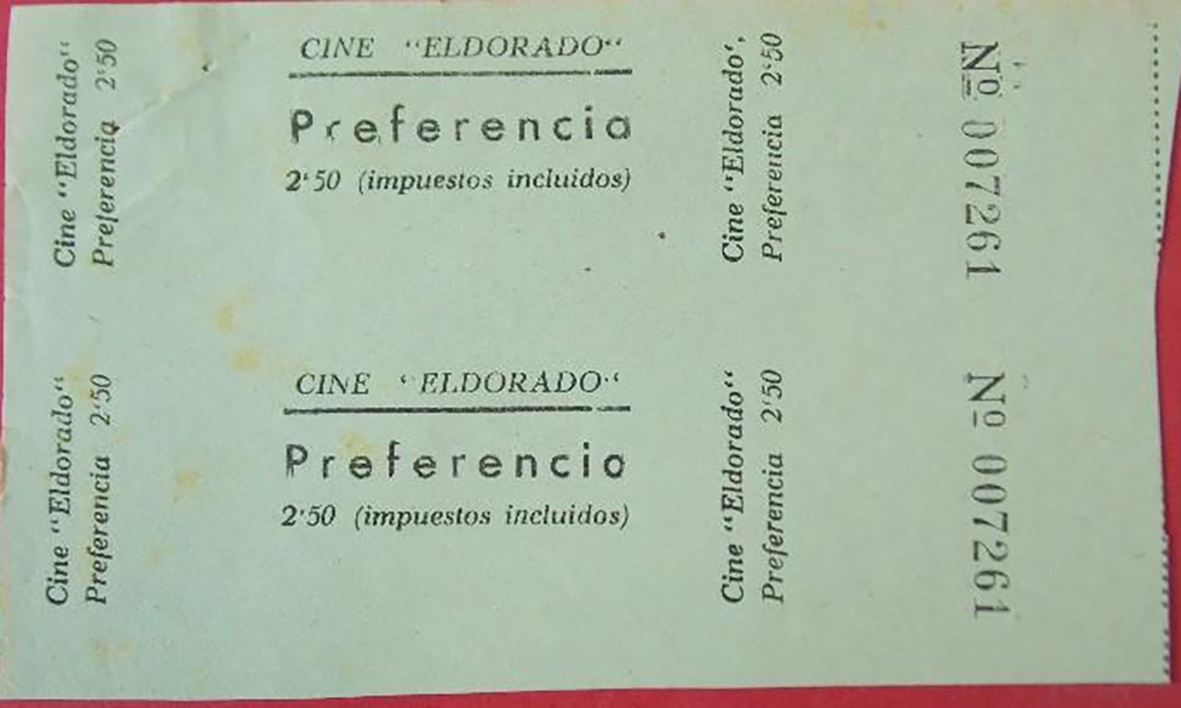 Cine "Eldorado"
Preferencia 2'50
CINE "ELDORADO"
Preferencia
2'50 (impuestos incluidos)
Cine "Eldorado',
Preferencia 2'50
Nº 007261
Cine "Eldorado"
Preferencia 2'50
CINE 'ELDORADO"
Preferencia
2'50 (impuestos incluidos)
Cine "Eldorado"
Preferencia 2'50
Nº 007261